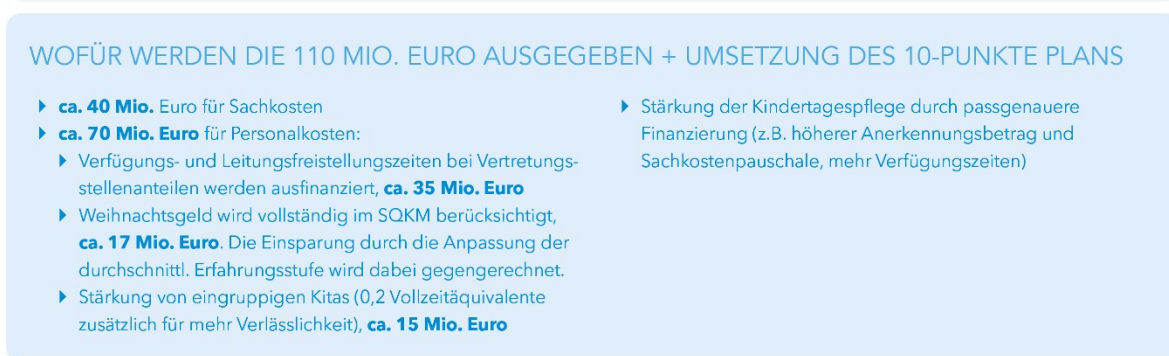 WOFÜR WERDEN DIE 110 MIO. EURO AUSGEGEBEN + UMSETZUNG DES 10-PUNKTE PLANS
ca. 40 Mio. Euro für Sachkosten
ca. 70 Mio. Euro für Personalkosten:
Verfügungs- und Leitungsfreistellungszeiten bei Vertretungs-
stellenanteilen werden ausfinanziert, ca. 35 Mio. Euro
Weihnachtsgeld wird vollständig im SQKM berücksichtigt,
ca. 17 Mio. Euro. Die Einsparung durch die Anpassung der
durchschnittl. Erfahrungsstufe wird dabei gegengerechnet.
Stärkung von eingruppigen Kitas (0,2 Vollzeitäquivalente
zusätzlich für mehr Verlässlichkeit), ca. 15 Mio. Euro
Stärkung der Kindertagespflege durch passgenauere
Finanzierung (z.B. höherer Anerkennungsbetrag und
Sachkostenpauschale, mehr Verfügungszeiten)